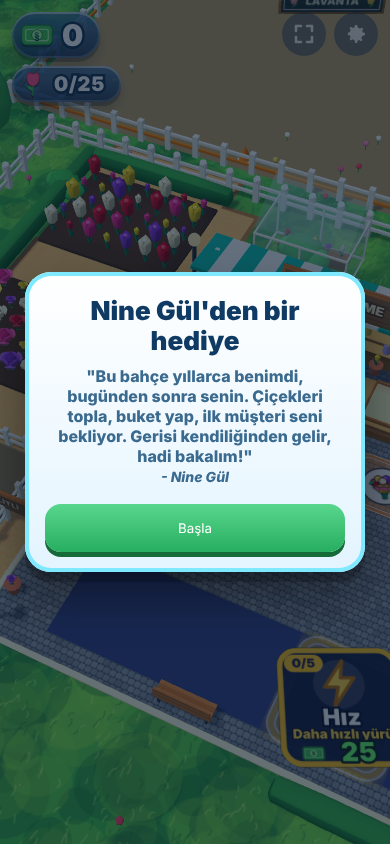 LAVANTA
0
0/25
Nine Gül'den bir
hediye
"Bu bahçe yıllarca benimdi,
bugünden sonra senin. Çiçekleri
topla, buket yap, ilk müşteri seni
bekliyor. Gerisi kendiliğinden gelir,
hadi bakalım!"
- Nine Gül
Başla
0/5
Hız
Daha hızlı yürü
25